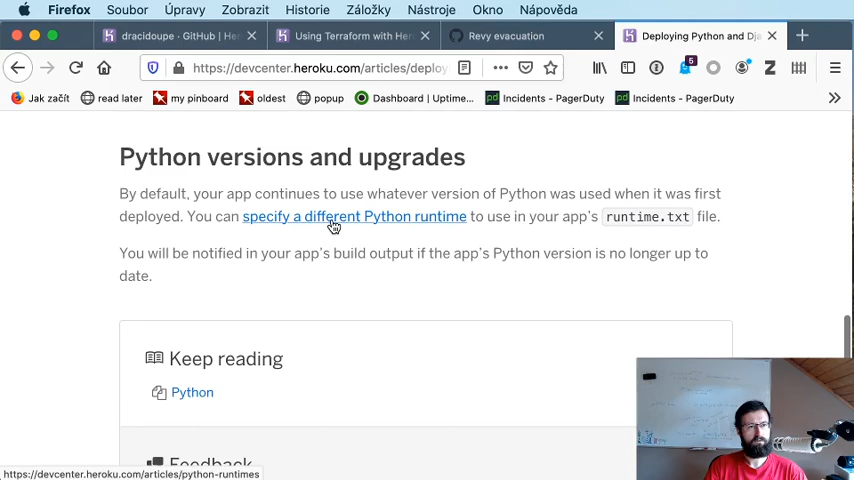 Firefox Soubor Úpravy Zobrazit Historie Záložky Nástroje Okno Nápověda
dracidoupe · GitHub | He Using Terraform with Her Revy evacuation Deploying Python and Dja
https://devcenter.heroku.com/articles/deploy 5
Jak začít read later my pinboard oldest popup Dashboard | Uptime... Incidents - PagerDuty Incidents - PagerDuty
Python versions and upgrades
By default, your app continues to use whatever version of Python was used when it was first
deployed. You can specify a different Python runtime to use in your app's runtime.txt file.
You will be notified in your app's build output if the app's Python version is no longer up to
date.
Keep reading
Python
Feedback
https://devcenter.heroku.com/articles/python-runtimes